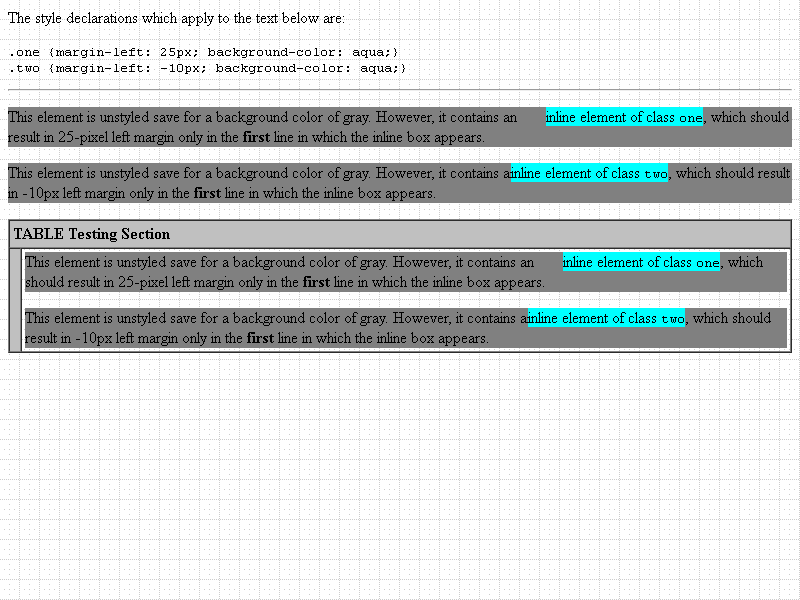 The style declarations which apply to the text below are:
.one {margin-left: 25px; background-color: aqua;}
.two {margin-left: -10px; background-color: aqua;}
This element is unstyled save for a background color of gray. However, it contains an inline element of class one, which should
result in 25-pixel left margin only in the first line in which the inline box appears.
This element is unstyled save for a background color of gray. However, it contains a inline element of class two, which should result
in -10px left margin only in the first line in which the inline box appears.
TABLE Testing Section
This element is unstyled save for a background color of gray. However, it contains an inline element of class one, which
should result in 25-pixel left margin only in the first line in which the inline box appears.
This element is unstyled save for a background color of gray. However, it contains a inline element of class two, which should
result in -10px left margin only in the first line in which the inline box appears.